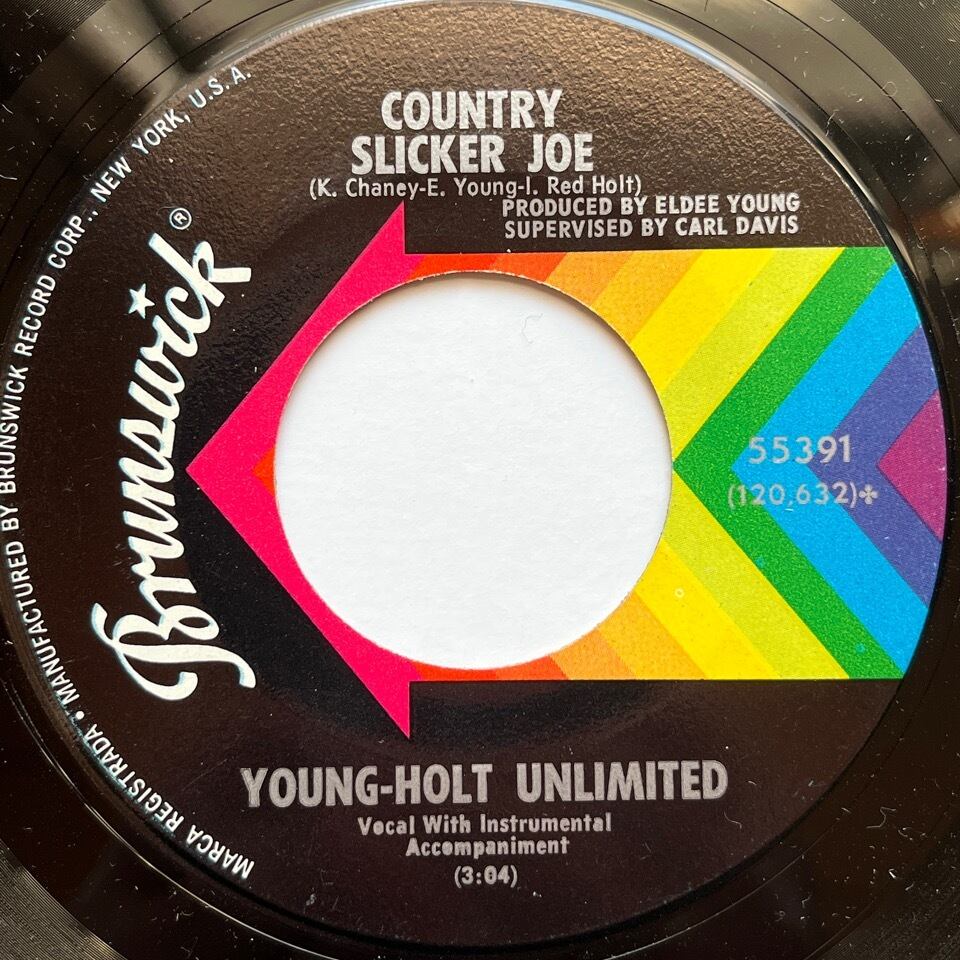 COUNTRY
SLICKER JOE
(K. Chaney-E. Young-I. Red Holt)
PRODUCED BY ELDEE YOUNG
SUPERVISED BY CARL DAVIS
Brunswick®
55391
(120,632)✤
YOUNG-HOLT UNLIMITED
Vocal With Instrumental
Accompaniment
(3:04)
MARCA REGISTRADA • MANUFACTURED BY BRUNSWICK RECORD CORP., NEW YORK, U.S.A.